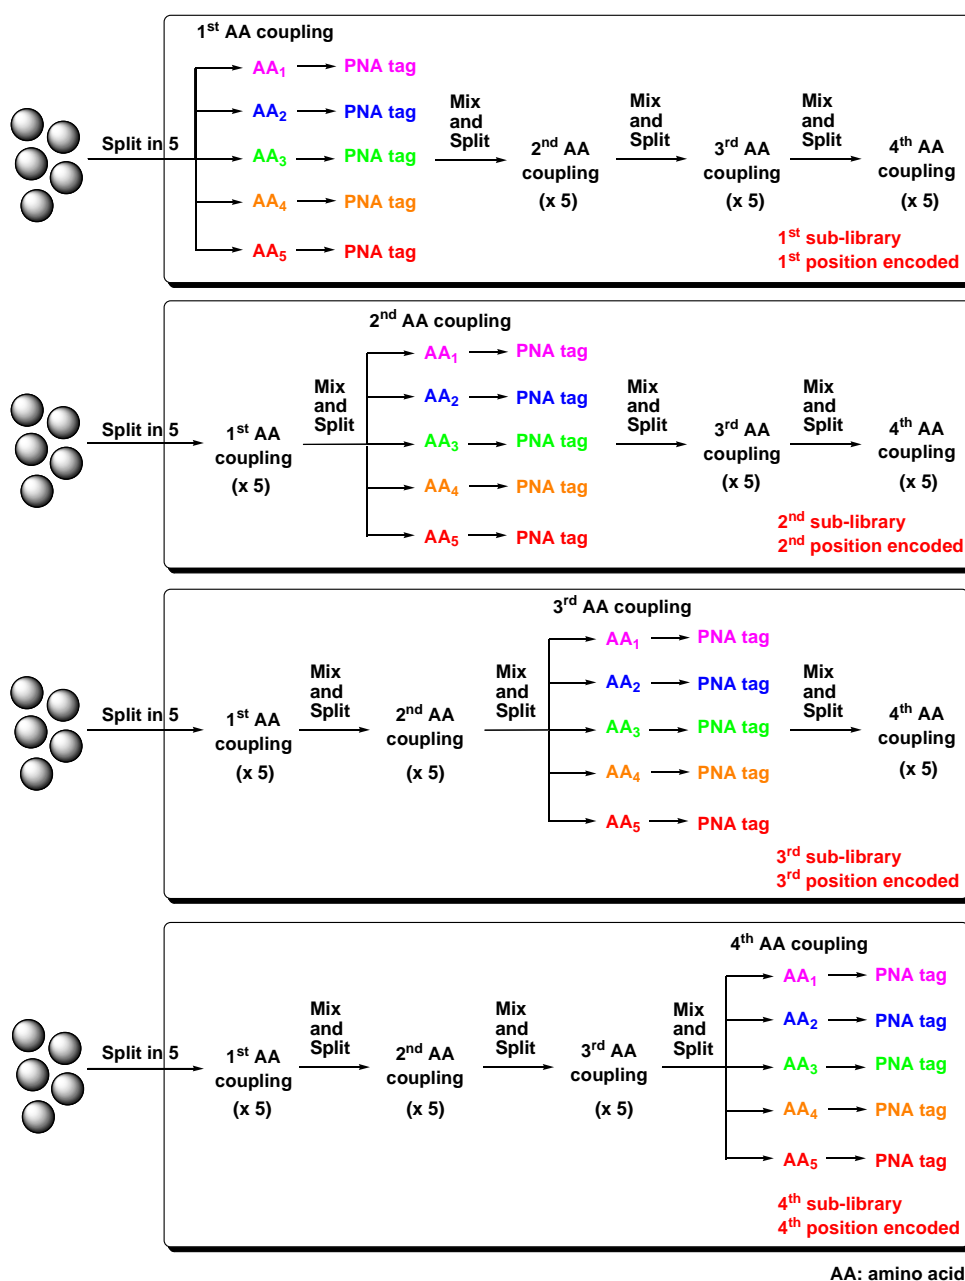 1st AA coupling
AA1 PNA tag
AA2 PNA tag
AA3 PNA tag
AA4 PNA tag
AA5 PNA tag
Split in 5
Mix
and
Split
2nd AA
coupling
(x 5)
Mix
and
Split
3rd AA
coupling
(x 5)
Mix
and
Split
4th AA
coupling
(x 5)
1st sub-library
1st position encoded
2nd AA coupling
Split in 5
1st AA
coupling
(x 5)
Mix
and
Split
AA1 PNA tag
AA2 PNA tag
AA3 PNA tag
AA4 PNA tag
AA5 PNA tag
Mix
and
Split
3rd AA
coupling
(x 5)
Mix
and
Split
4th AA
coupling
(x 5)
2nd sub-library
2nd position encoded
3rd AA coupling
Split in 5
1st AA
coupling
(x 5)
Mix
and
Split
2nd AA
coupling
(x 5)
Mix
and
Split
AA1 PNA tag
AA2 PNA tag
AA3 PNA tag
AA4 PNA tag
AA5 PNA tag
Mix
and
Split
4th AA
coupling
(x 5)
3rd sub-library
3rd position encoded
4th AA coupling
Split in 5
1st AA
coupling
(x 5)
Mix
and
Split
2nd AA
coupling
(x 5)
Mix
and
Split
3rd AA
coupling
(x 5)
Mix
and
Split
AA1 PNA tag
AA2 PNA tag
AA3 PNA tag
AA4 PNA tag
AA5 PNA tag
4th sub-library
4th position encoded
AA: amino acid